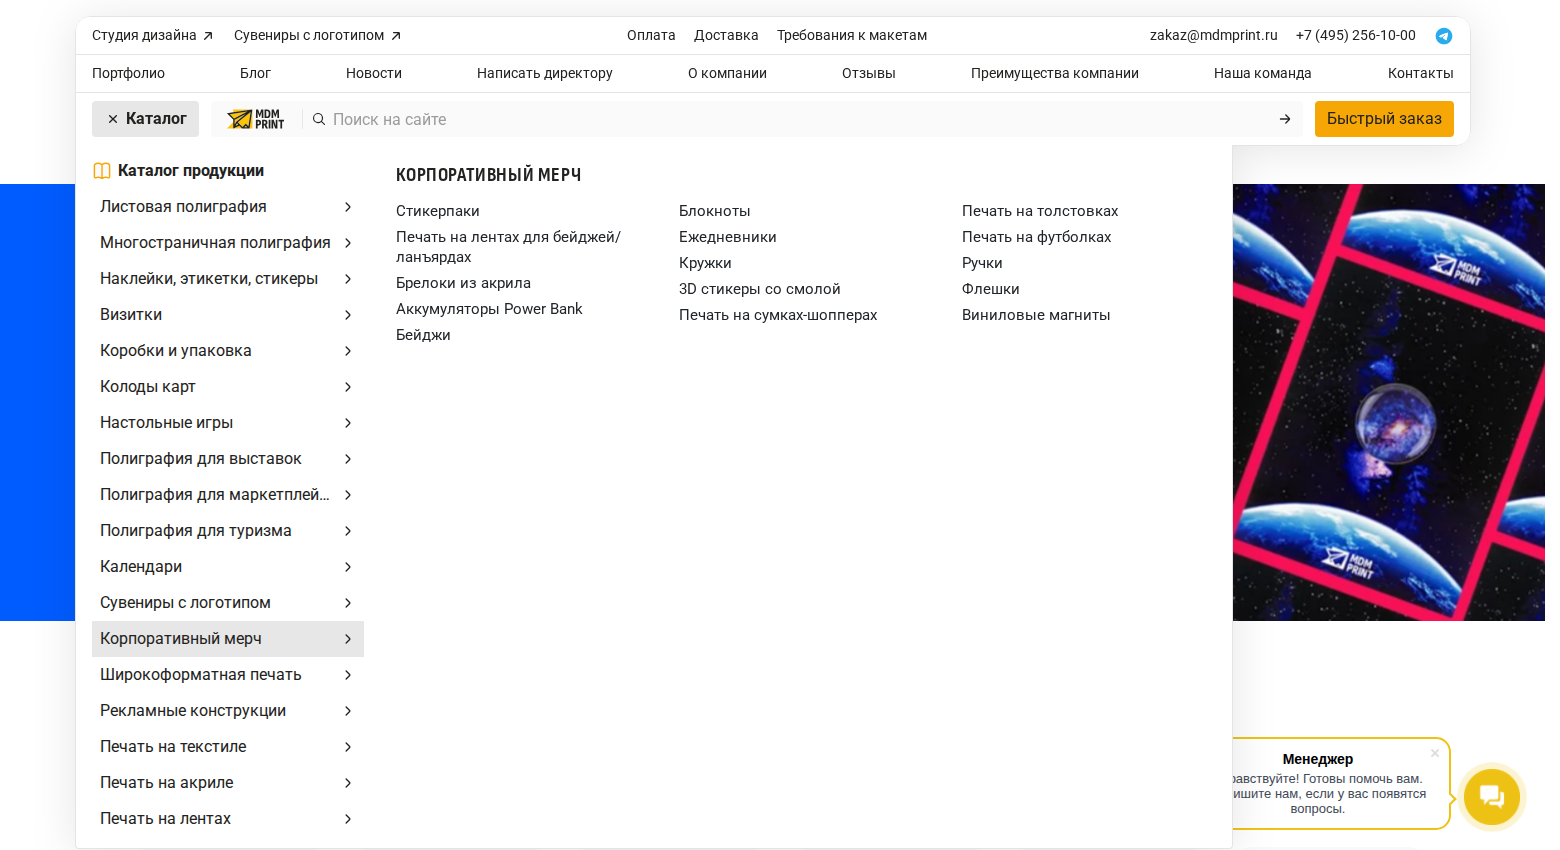 Студия дизайна
Сувениры с логотипом
Оплата
Доставка
Требования к макетам
zakaz@mdmprint.ru
+7 (495) 256-10-00
Портфолио
Блог
Новости
Написать директору
О компании
Отзывы
Преимущества компании
Наша команда
Контакты
Каталог
MDM
PRINT
Поиск на сайте
Быстрый заказ
Каталог продукции
Листовая полиграфия
Многостраничная полиграфия
Наклейки, этикетки, стикеры
Визитки
Коробки и упаковка
Колоды карт
Настольные игры
Полиграфия для выставок
Полиграфия для маркетплей...
Полиграфия для туризма
Календари
Сувениры с логотипом
Корпоративный мерч
Широкоформатная печать
Рекламные конструкции
Печать на текстиле
Печать на акриле
Печать на лентах
КОРПОРАТИВНЫЙ МЕРЧ
Стикерпаки
Печать на лентах для бейджей/
ланъярдах
Брелоки из акрила
Аккумуляторы Power Bank
Бейджи
Блокноты
Ежедневники
Кружки
3D стикеры со смолой
Печать на сумках-шопперах
Печать на толстовках
Печать на футболках
Ручки
Флешки
Виниловые магниты
MDM
PRINT
MDM
PRINT
Менеджер
равствуйте! Готовы помочь вам.
ишите нам, если у вас появятся
вопросы.